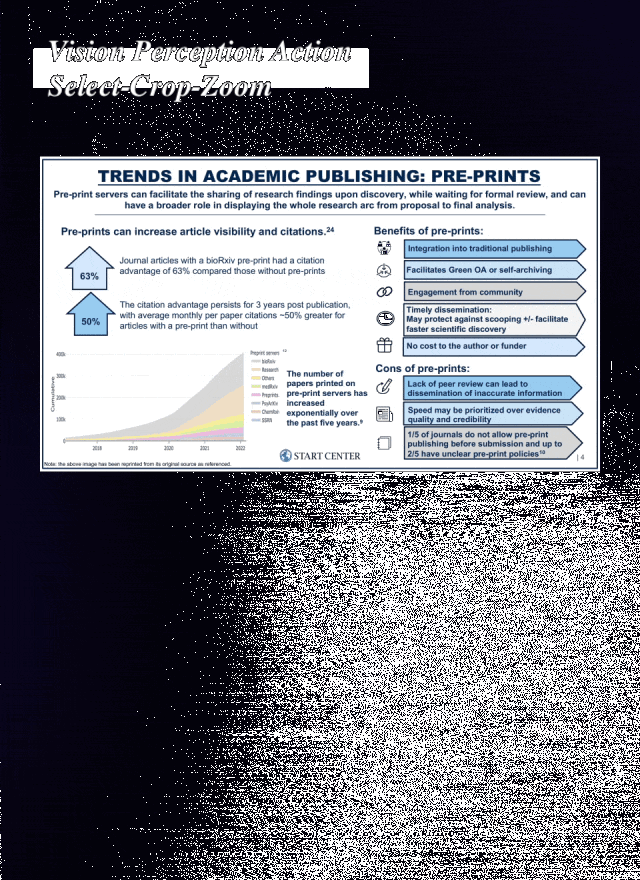 Vision Perception Action
Select-Crop-Zoom
TRENDS IN ACADEMIC PUBLISHING: PRE-PRINTS
Pre-print servers can facilitate the sharing of research findings upon discovery, while waiting for formal review, and can
have a broader role in displaying the whole research arc from proposal to final analysis.
Pre-prints can increase article visibility and citations.24
63%
Journal articles with a bioRxiv pre-print had a citation
advantage of 63% compared those without pre-prints
50%
The citation advantage persists for 3 years post publication,
with average monthly per paper citations ~50% greater for
articles with a pre-print than without
Cumulative
400k
300k
200k
100k
2018 2019 2020 2021 2022
Preprint servers
bioRxiv
Research
Others
medRxiv
Preprints
PsyArXiv
ChemRxiv
SSRN
The number of
papers printed on
pre-print servers has
increased
exponentially over
the past five years.9
START CENTER
Note: the above image has been reprinted from its original source as referenced.
Benefits of pre-prints:
Integration into traditional publishing
Facilitates Green OA or self-archiving
Engagement from community
Timely dissemination:
May protect against scooping +/- facilitate
faster scientific discovery
No cost to the author or funder
Cons of pre-prints:
Lack of peer review can lead to
dissemination of inaccurate information
Speed may be prioritized over evidence
quality and credibility
1/5 of journals do not allow pre-print
publishing before submission and up to
2/5 have unclear pre-print policies10
| 4